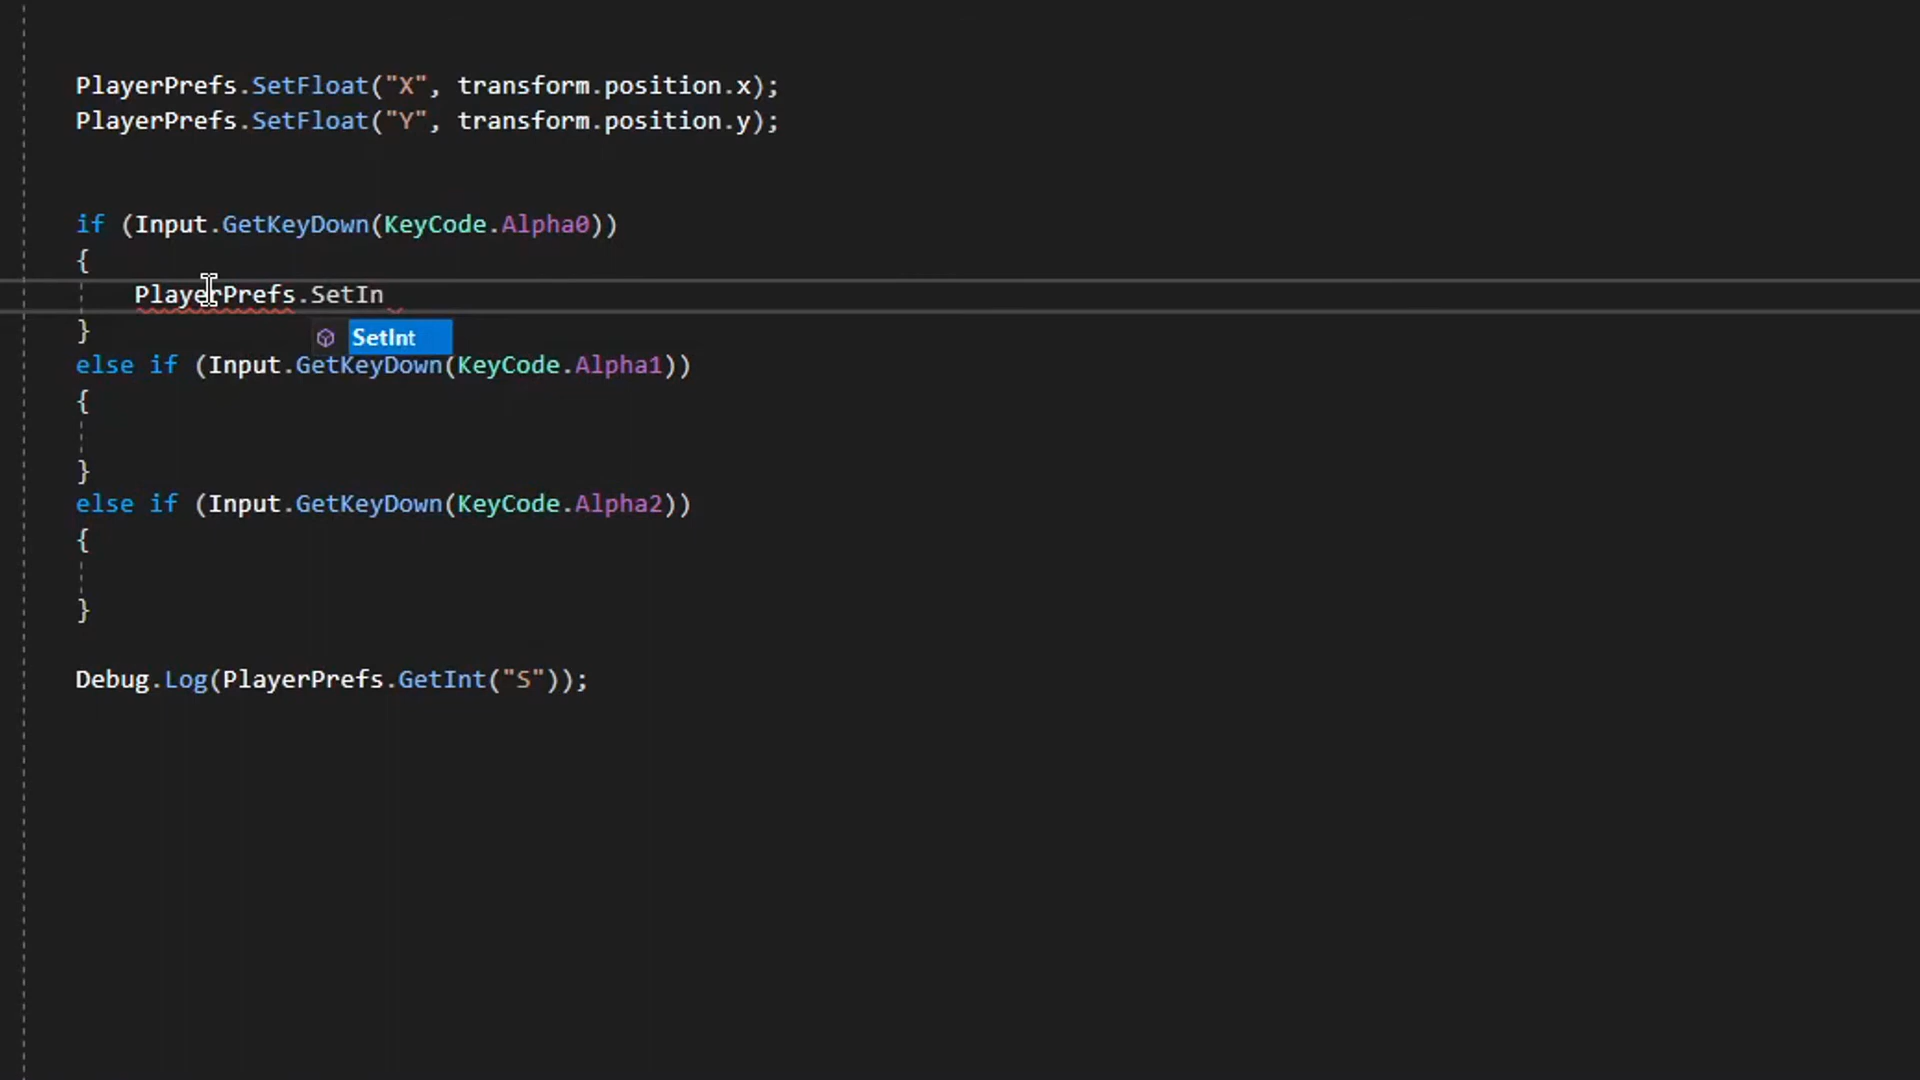 PlayerPrefs.SetFloat("X", transform.position.x);
PlayerPrefs.SetFloat("Y", transform.position.y);
if (Input.GetKeyDown(KeyCode.Alpha0))
{
PlayerPrefs.SetIn
}
SetInt
else if (Input.GetKeyDown(KeyCode.Alpha1))
{
}
else if (Input.GetKeyDown(KeyCode.Alpha2))
{
}
Debug.Log(PlayerPrefs.GetInt("S"));